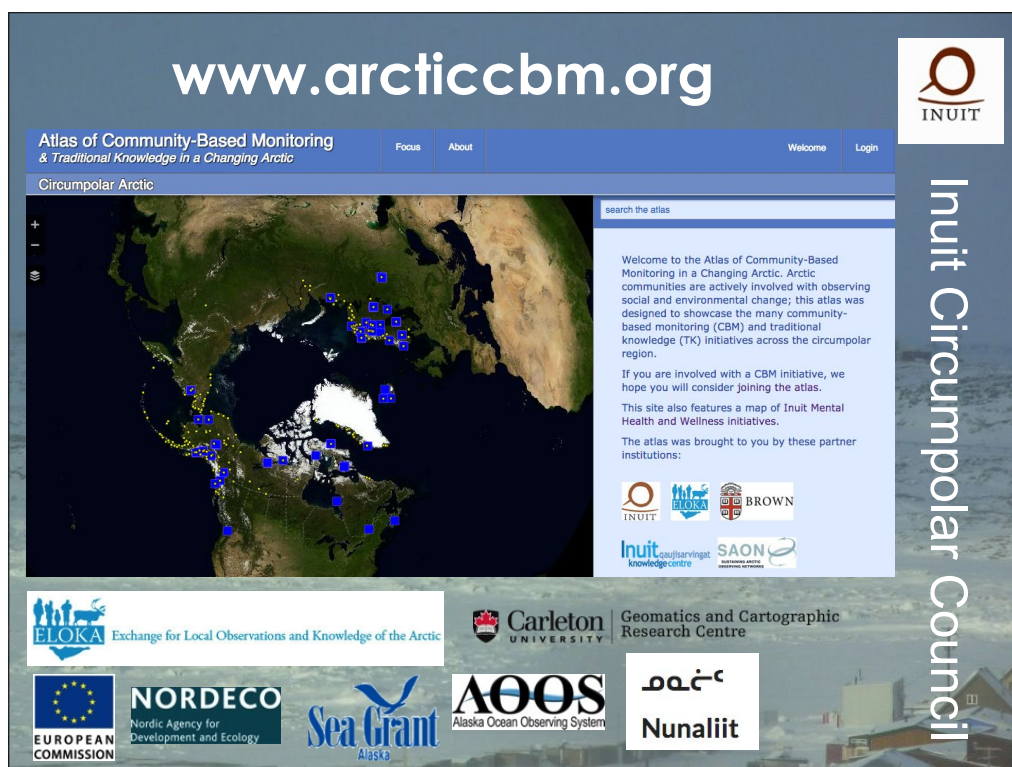 www.arcticcbm.org
INUIT
Inuit Circumpolar Council
Atlas of Community-Based Monitoring
& Traditional Knowledge in a Changing Arctic
Focus
About
Welcome
Login
Circumpolar Arctic
+
−
search the atlas
Welcome to the Atlas of Community-Based
Monitoring in a Changing Arctic. Arctic
communities are actively involved with observing
social and environmental change; this atlas was
designed to showcase the many community-
based monitoring (CBM) and traditional
knowledge (TK) initiatives across the circumpolar
region.
If you are involved with a CBM initiative, we
hope you will consider joining the atlas.
This site also features a map of Inuit Mental
Health and Wellness initiatives.
The atlas was brought to you by these partner
institutions:
INUIT
ELOKA
BROWN
Inuit qaujisarvingat
knowledge centre
SAON
SUSTAINING ARCTIC
OBSERVING NETWORKS
ELOKA
Exchange for Local Observations and Knowledge of the Arctic
Carleton
UNIVERSITY
Geomatics and Cartographic
Research Centre
EUROPEAN
COMMISSION
NORDECO
Nordic Agency for
Development and Ecology
Sea Grant
Alaska
AOOS
Alaska Ocean Observing System
ᓄᓇᓖᑦ
Nunaliit